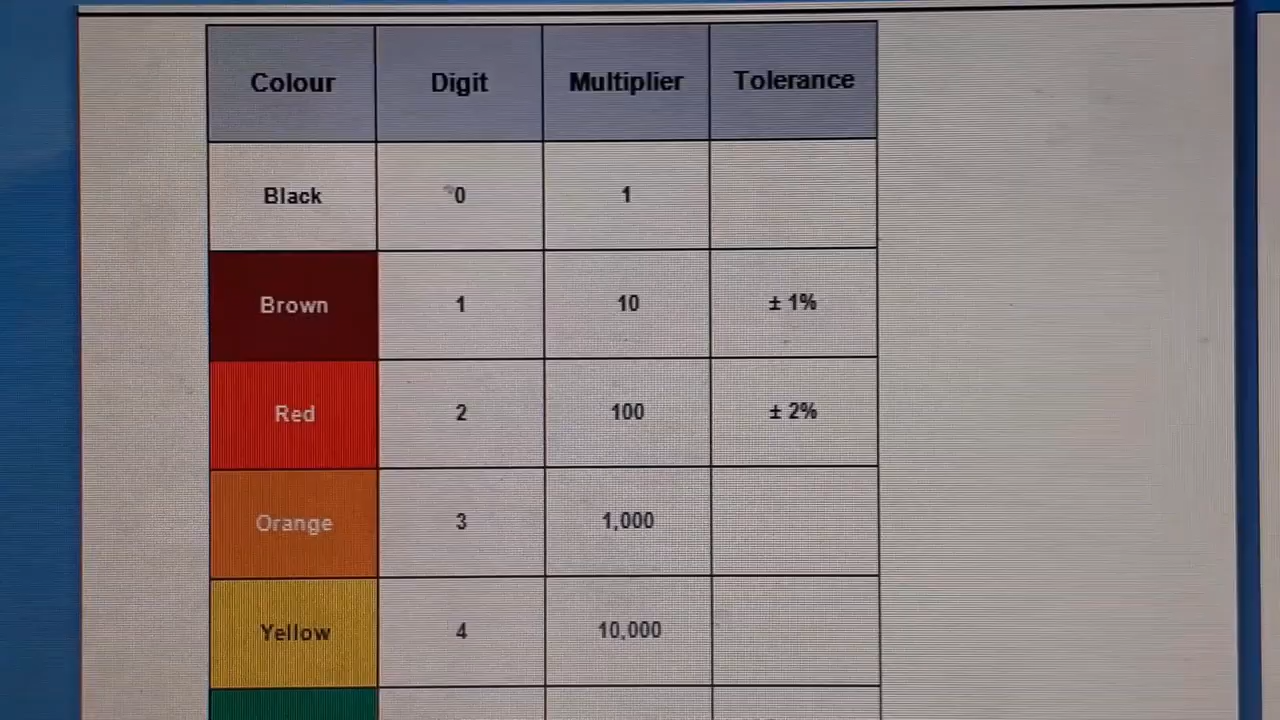 Colour Digit Multiplier Tolerance
Black 0 1
Brown 1 10 ± 1%
Red 2 100 ± 2%
Orange 3 1,000
Yellow 4 10,000